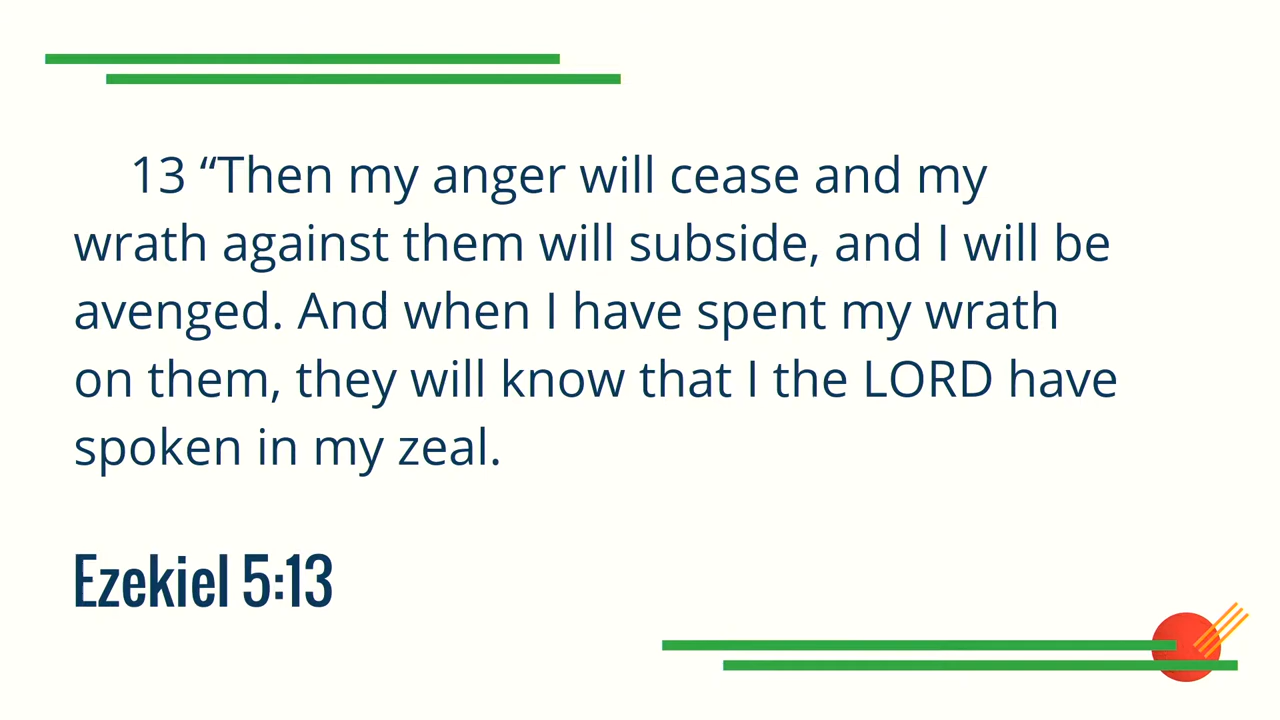 13 “Then my anger will cease and my
wrath against them will subside, and I will be
avenged. And when I have spent my wrath
on them, they will know that I the LORD have
spoken in my zeal.
Ezekiel 5:13